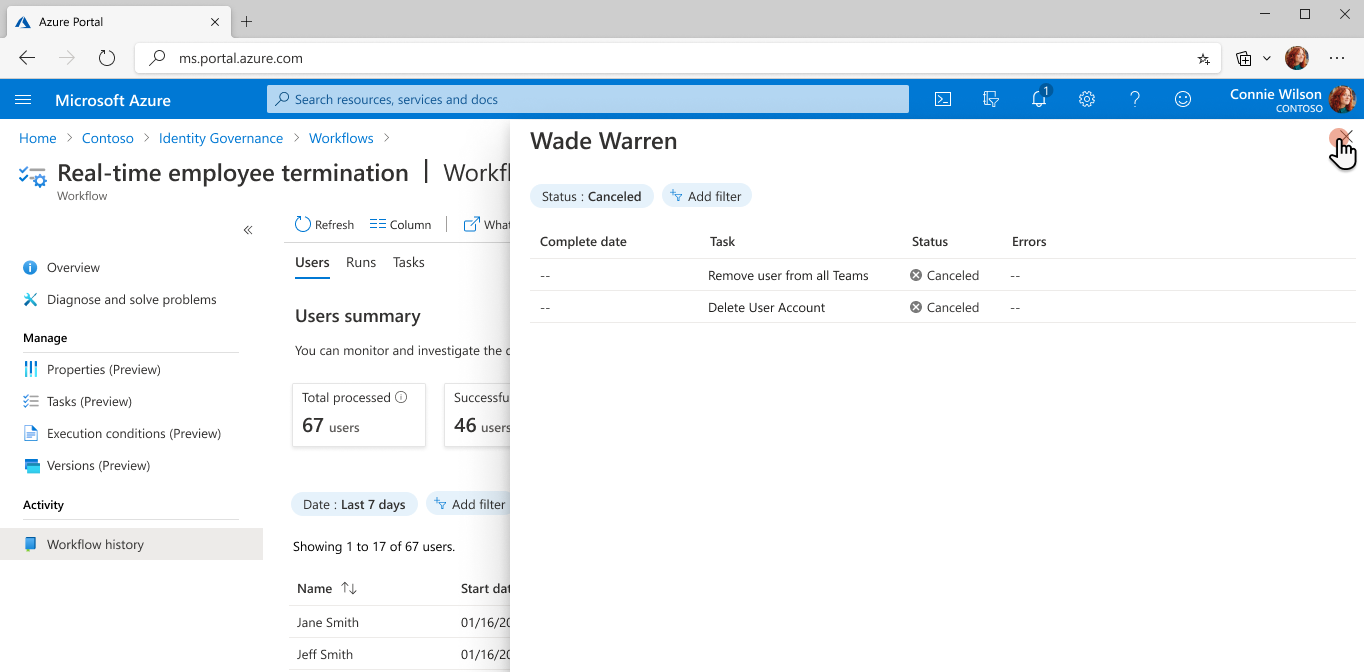 Azure Portal
ms.portal.azure.com
Microsoft Azure
Search resources, services and docs
1
Connie Wilson
CONTOSO
Home > Contoso > Identity Governance > Workflows >
Real-time employee termination | Workfl
Workflow
Refresh
Column
What
Overview
Diagnose and solve problems
Manage
Properties (Preview)
Tasks (Preview)
Execution conditions (Preview)
Versions (Preview)
Activity
Workflow history
Users Runs Tasks
Users summary
You can monitor and investigate the d
Total processed
67 users
Successfu
46 users
Date : Last 7 days
Add filter
Showing 1 to 17 of 67 users.
Name Start dat
Jane Smith 01/16/20
Jeff Smith 01/16/20
Wade Warren
Status : Canceled
Add filter
Complete date Task Status Errors
-- Remove user from all Teams Canceled --
-- Delete User Account Canceled --